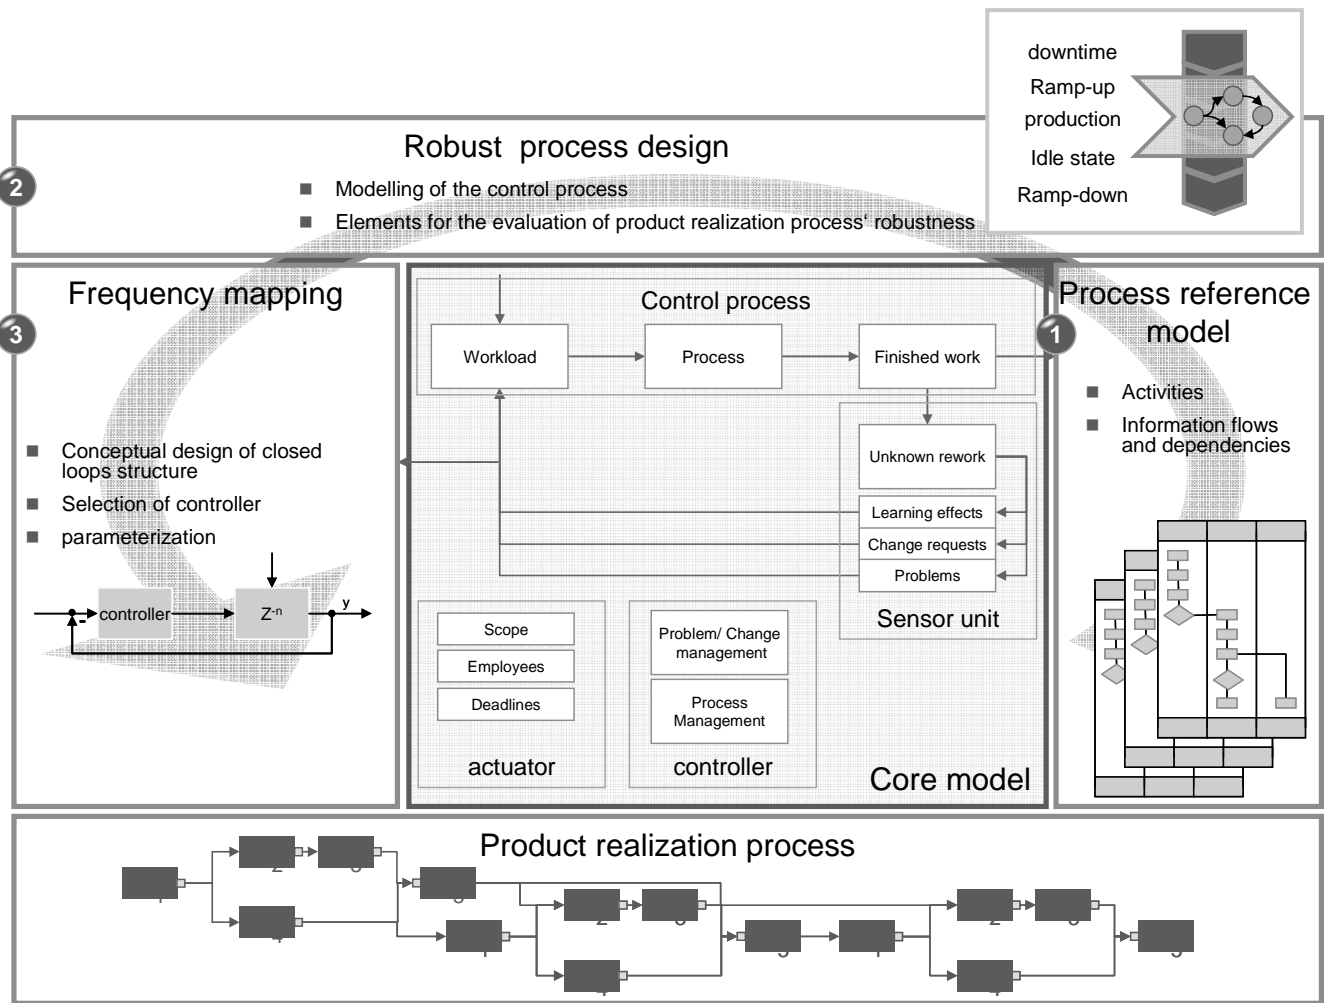 downtime
Ramp-up
production
Idle state
Ramp-down
Robust process design
2
Modelling of the control process
Elements for the evaluation of product realization process‘ robustness
Frequency mapping
3
Conceptual design of closed
loops structure
Selection of controller
parameterization
controller
Z-n
y
-
Control process
Workload
Process
Finished work
Unknown rework
Learning effects
Change requests
Problems
Sensor unit
Scope
Employees
Deadlines
actuator
Problem/ Change
management
Process
Management
controller
Core model
1
Process reference
model
Activities
Information flows
and dependencies
Product realization process